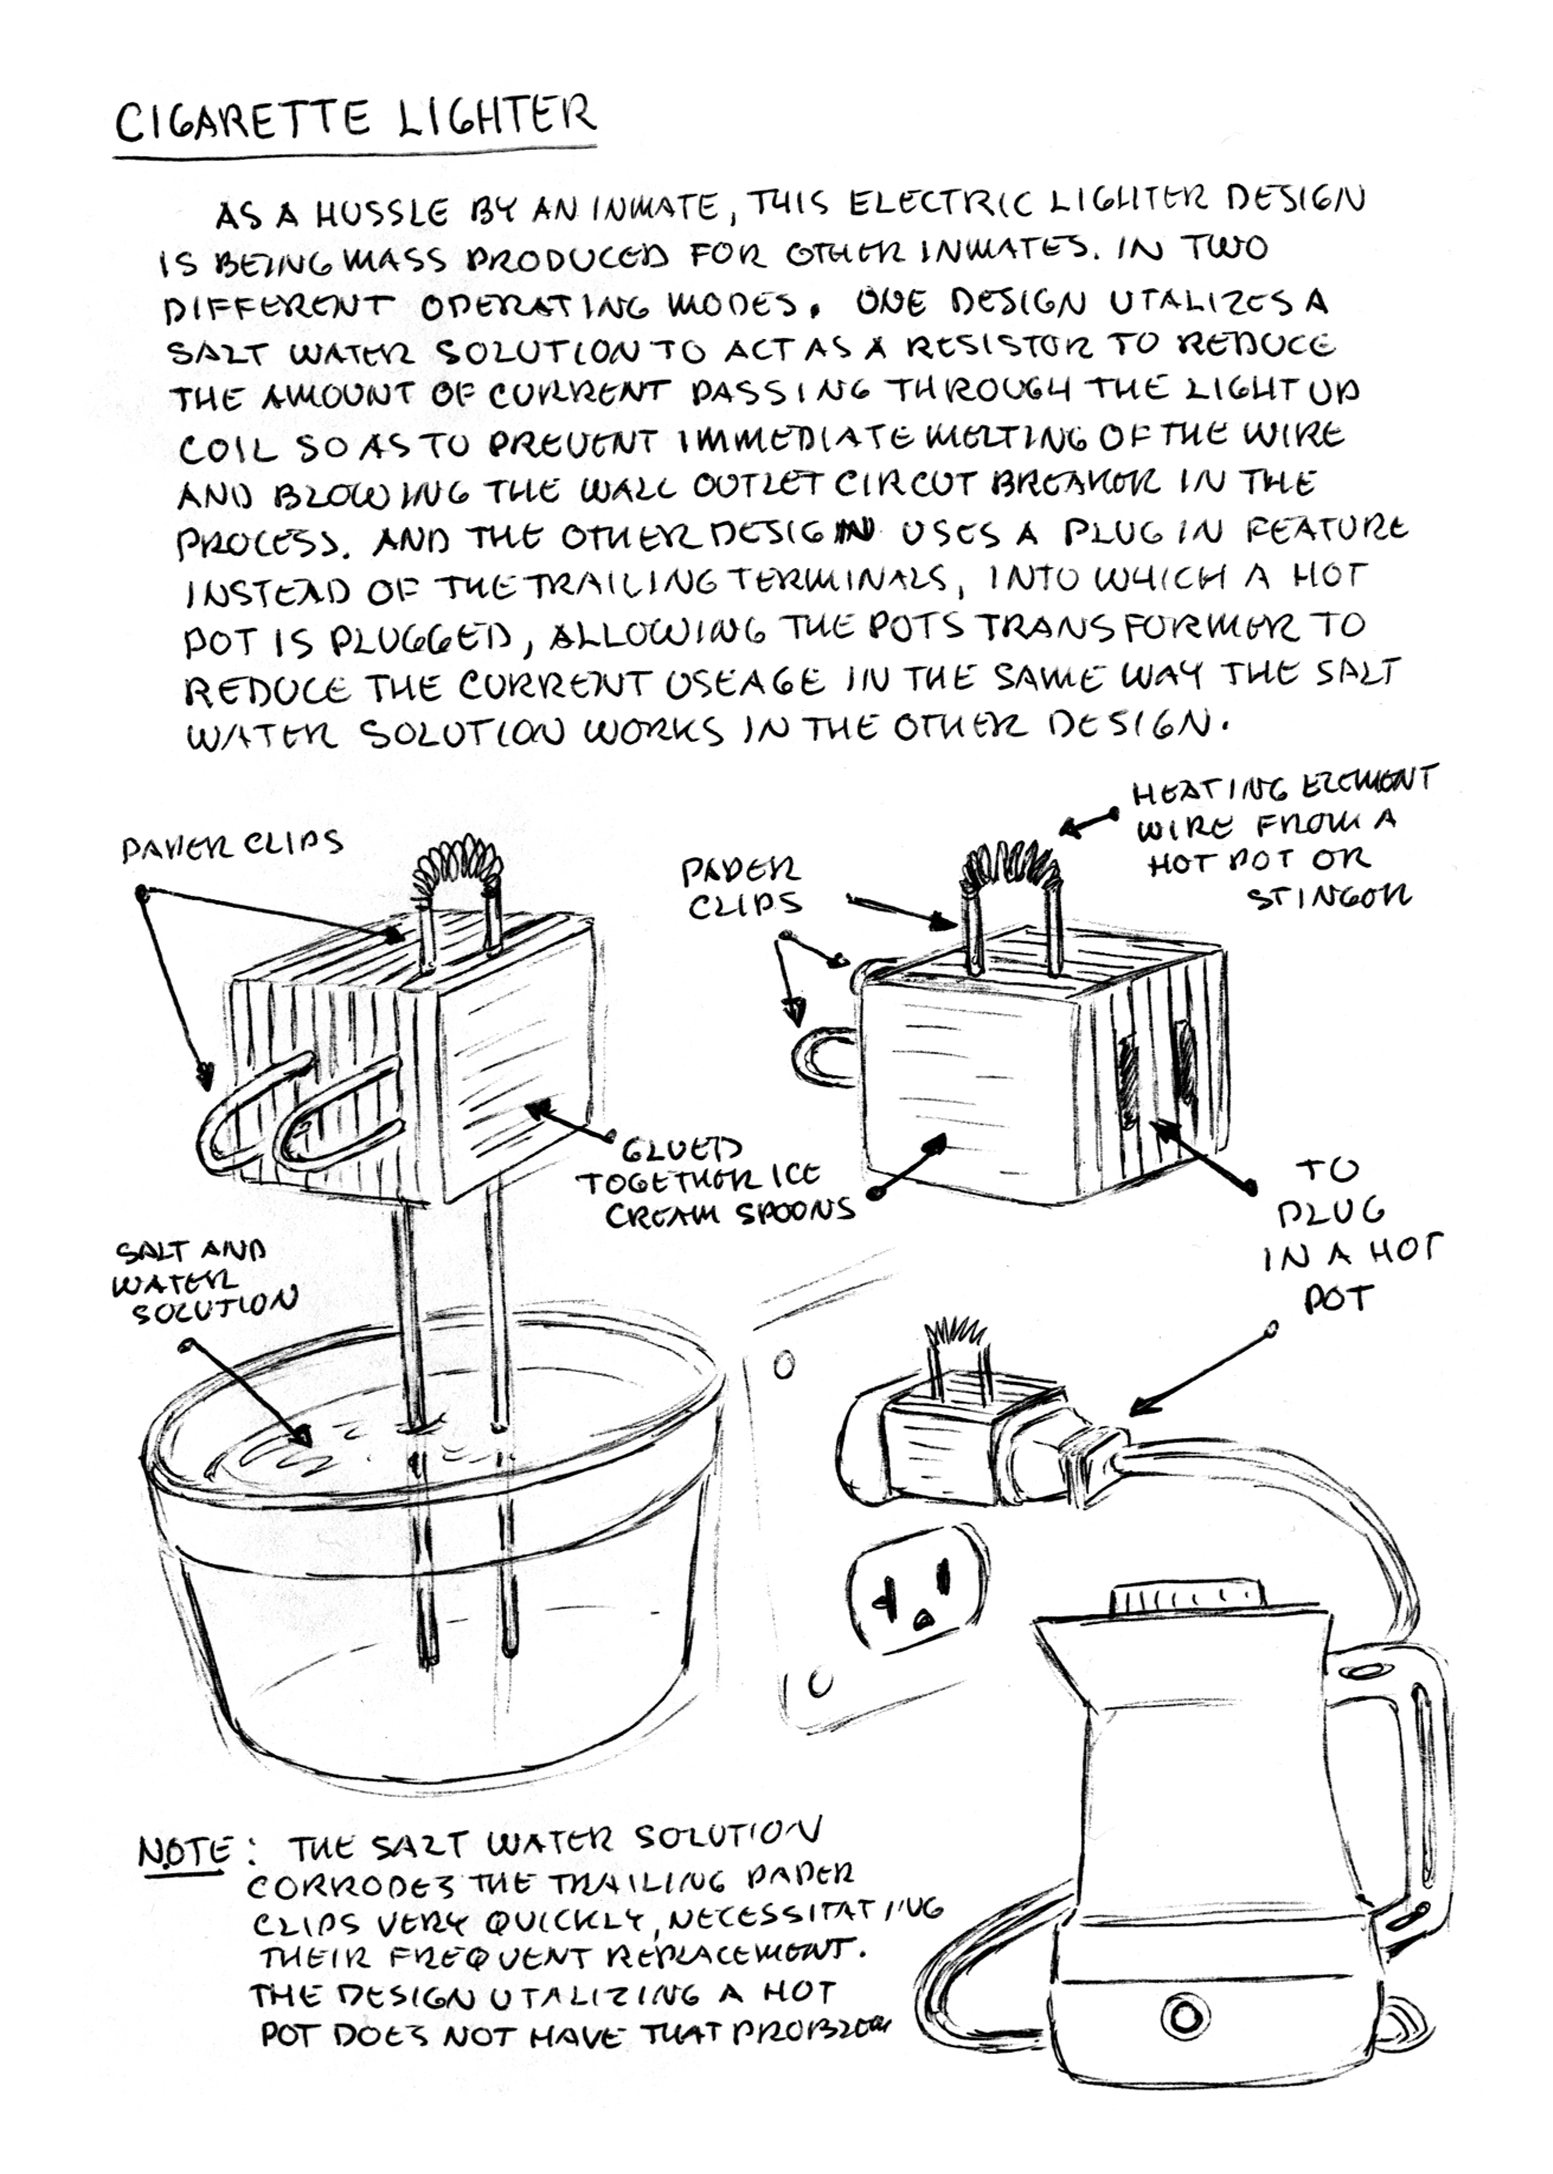 CIGARETTE LIGHTER
AS A HUSSLE BY AN INMATE, THIS ELECTRIC LIGHTER DESIGN
IS BEING MASS PRODUCED FOR OTHER INMATES. IN TWO
DIFFERENT OPERATING MODES. ONE DESIGN UTALIZES A
SALT WATER SOLUTION TO ACT AS A RESISTOR TO REDUCE
THE AMOUNT OF CURRENT PASSING THROUGH THE LIGHT UP
COIL SO AS TO PREVENT IMMEDIATE MELTING OF THE WIRE
AND BLOWING THE WALL OUTLET CIRCUT BREAKER IN THE
PROCESS. AND THE OTHER DESIGN USES A PLUG IN FEATURE
INSTEAD OF THE TRAILING TERMINALS, INTO WHICH A HOT
POT IS PLUGGED, ALLOWING THE POTS TRANSFORMER TO
REDUCE THE CURRENT USEAGE IN THE SAME WAY THE SALT
WATER SOLUTION WORKS IN THE OTHER DESIGN.
PAPER CLIPS
PAPER
CLIPS
HEATING ELEMENT
WIRE FROM A
HOT POT OR
STINGOR
GLUED
TOGETHER ICE
CREAM SPOONS
TO
PLUG
IN A HOT
POT
SALT AND
WATER
SOLUTION
NOTE: THE SALT WATER SOLUTION
CORRODES THE TRAILING PAPER
CLIPS VERY QUICKLY, NECESSITATING
THEIR FREQUENT REPLACEMENT.
THE DESIGN UTALIZING A HOT
POT DOES NOT HAVE THAT PROBLEM